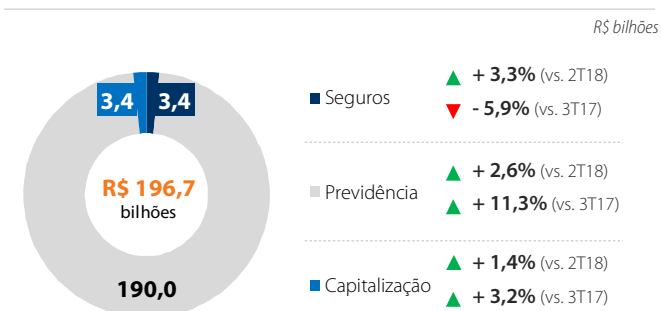 R$ bilhões
3,4 3,4
R$ 196,7
bilhões
190,0
Seguros
+ 3,3% (vs. 2T18)
- 5,9% (vs. 3T17)
Previdência
+ 2,6% (vs. 2T18)
+ 11,3% (vs. 3T17)
Capitalização
+ 1,4% (vs. 2T18)
+ 3,2% (vs. 3T17)